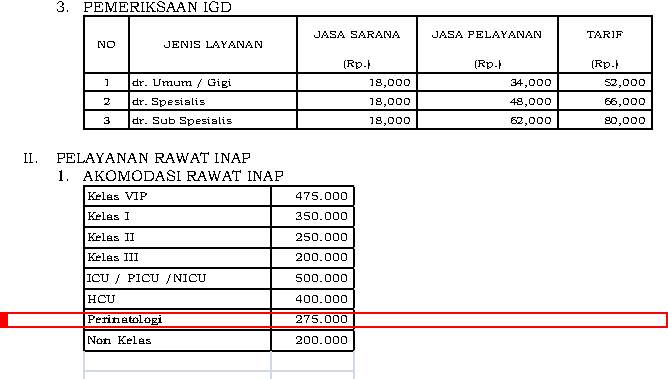 3. PEMERIKSAAN IGD
NO JENIS LAYANAN JASA SARANA (Rp.) JASA PELAYANAN (Rp.) TARIF (Rp.)
1 dr. Umum / Gigi 18,000 34,000 52,000
2 dr. Spesialis 18,000 48,000 66,000
3 dr. Sub Spesialis 18,000 62,000 80,000
II. PELAYANAN RAWAT INAP
1. AKOMODASI RAWAT INAP
Kelas VIP 475.000
Kelas I 350.000
Kelas II 250.000
Kelas III 200.000
ICU / PICU /NICU 500.000
HCU 400.000
Perinatologi 275.000
Non Kelas 200.000